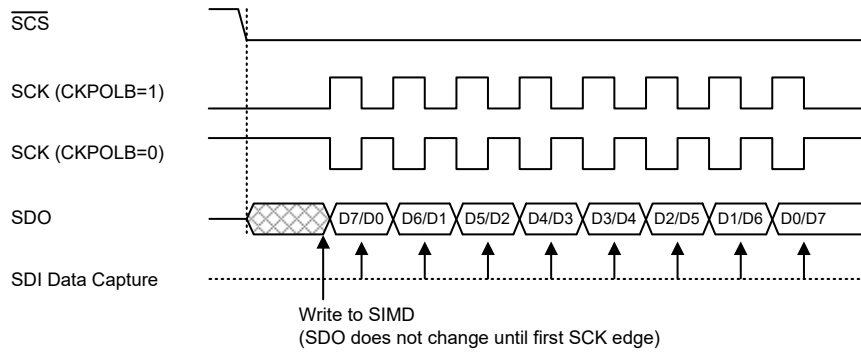 SCS
SCK (CKPOLB=1)
SCK (CKPOLB=0)
SDO
D7/D0 D6/D1 D5/D2 D4/D3 D3/D4 D2/D5 D1/D6 D0/D7
SDI Data Capture
Write to SIMD
(SDO does not change until first SCK edge)